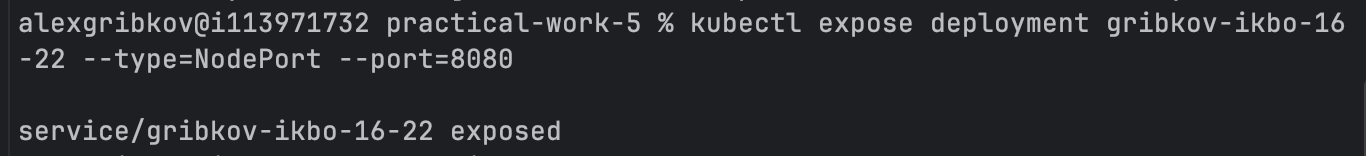 alexgribkov@i113971732 practical-work-5 % kubectl expose deployment gribkov-ikbo-16
-22 --type=NodePort --port=8080
service/gribkov-ikbo-16-22 exposed